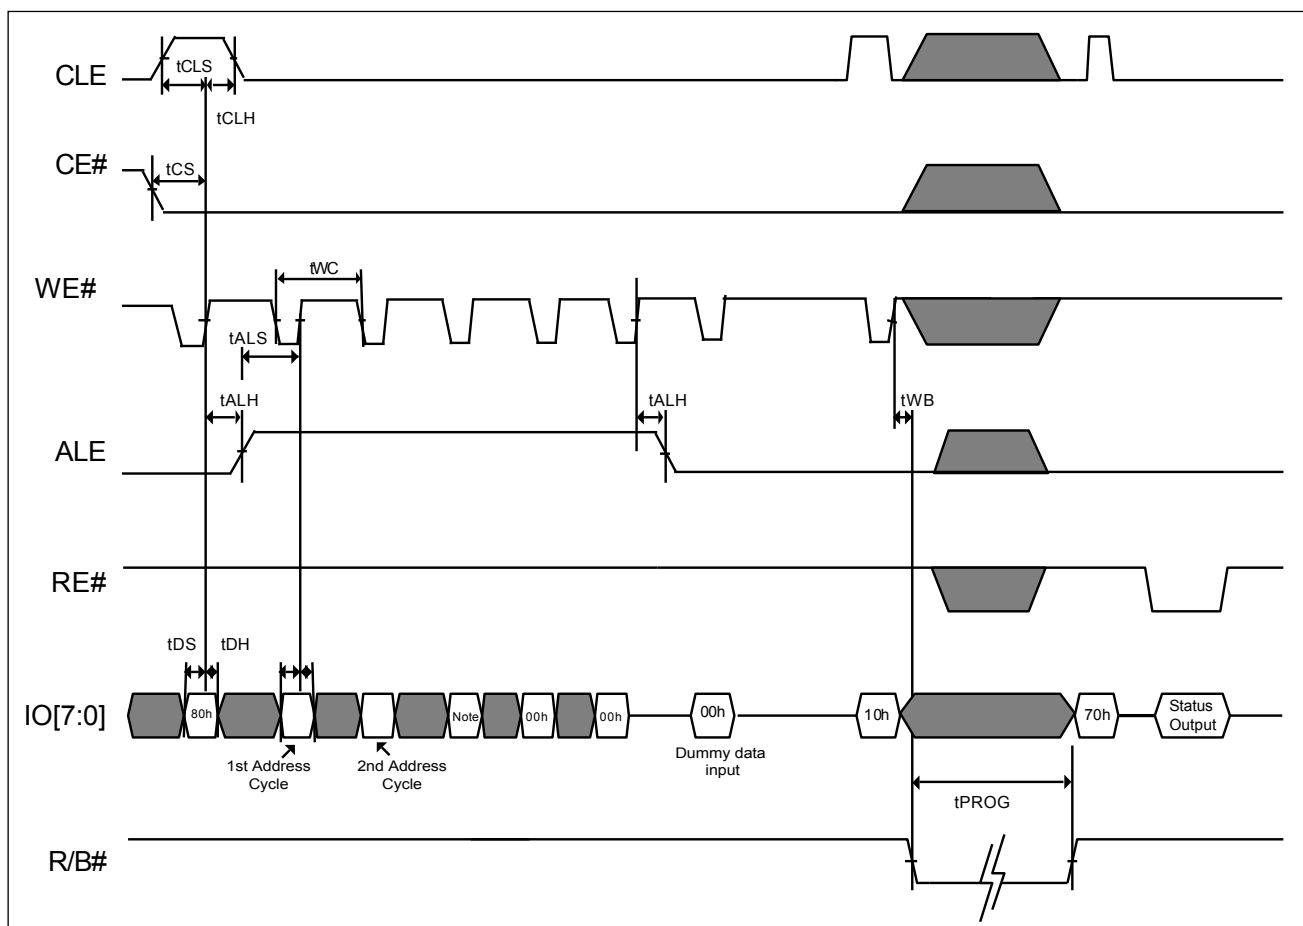 CLE
tCLS
tCLH
CE#
tCS
WE#
tWC
tALS
tALH
tALH
tWB
ALE
RE#
tDS
tDH
IO[7:0]
80h
Note
00h
00h
00h
10h
70h
Status
Output
1st Address
Cycle
2nd Address
Cycle
Dummy data
input
tPROG
R/B#